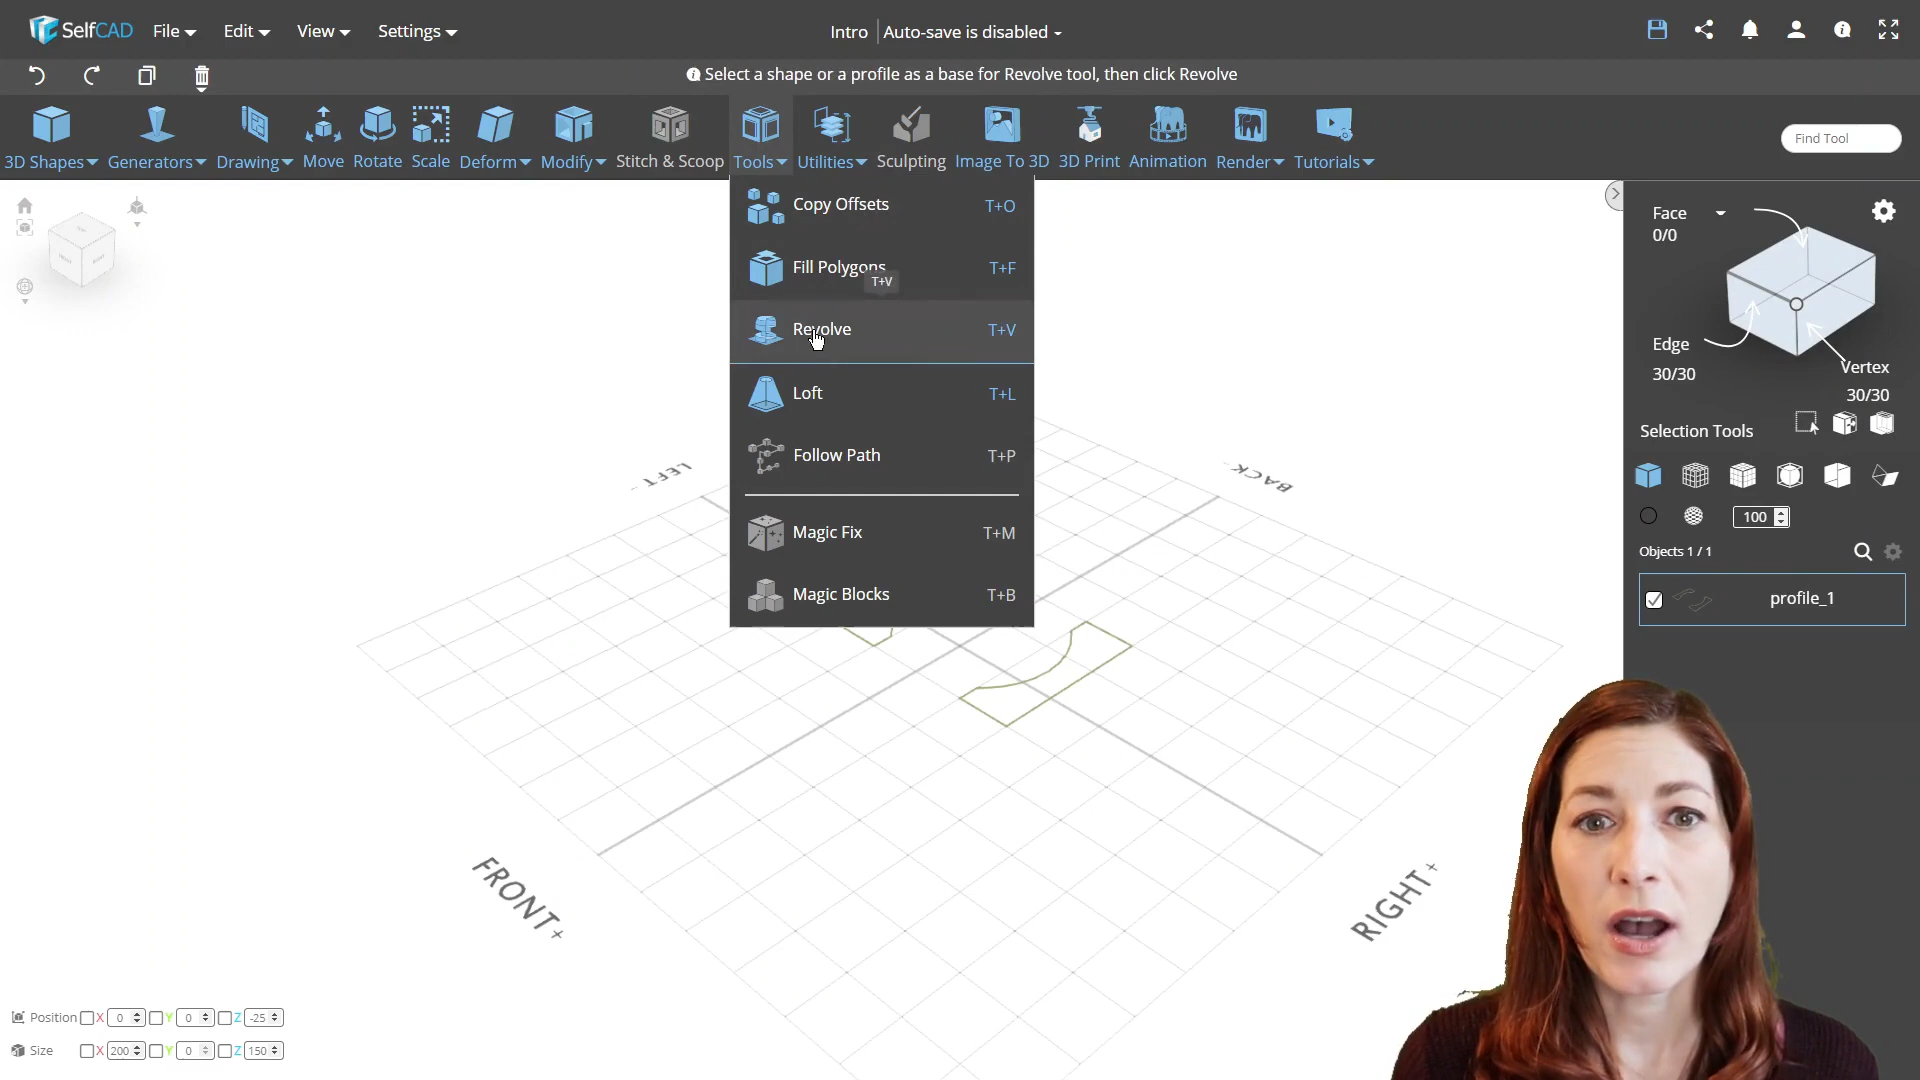 SelfCAD File Edit View Settings Intro Auto-save is disabled
Select a shape or a profile as a base for Revolve tool, then click Revolve
3D Shapes Generators Drawing Move Rotate Scale Deform Modify Stitch & Scoop Tools Utilities Sculpting Image To 3D 3D Print Animation Render Tutorials Find Tool
Copy Offsets T+O
Fill Polygons T+F
T+V
Revolve T+V
Loft T+L
Follow Path T+P
Magic Fix T+M
Magic Blocks T+B
Face
0/0
Edge
30/30
Vertex
30/30
Selection Tools
100
Objects 1 / 1
profile_1
LEFT -
BACK -
FRONT+
RIGHT+
Position X 0 Y 0 Z -25
Size X 200 Y 0 Z 150